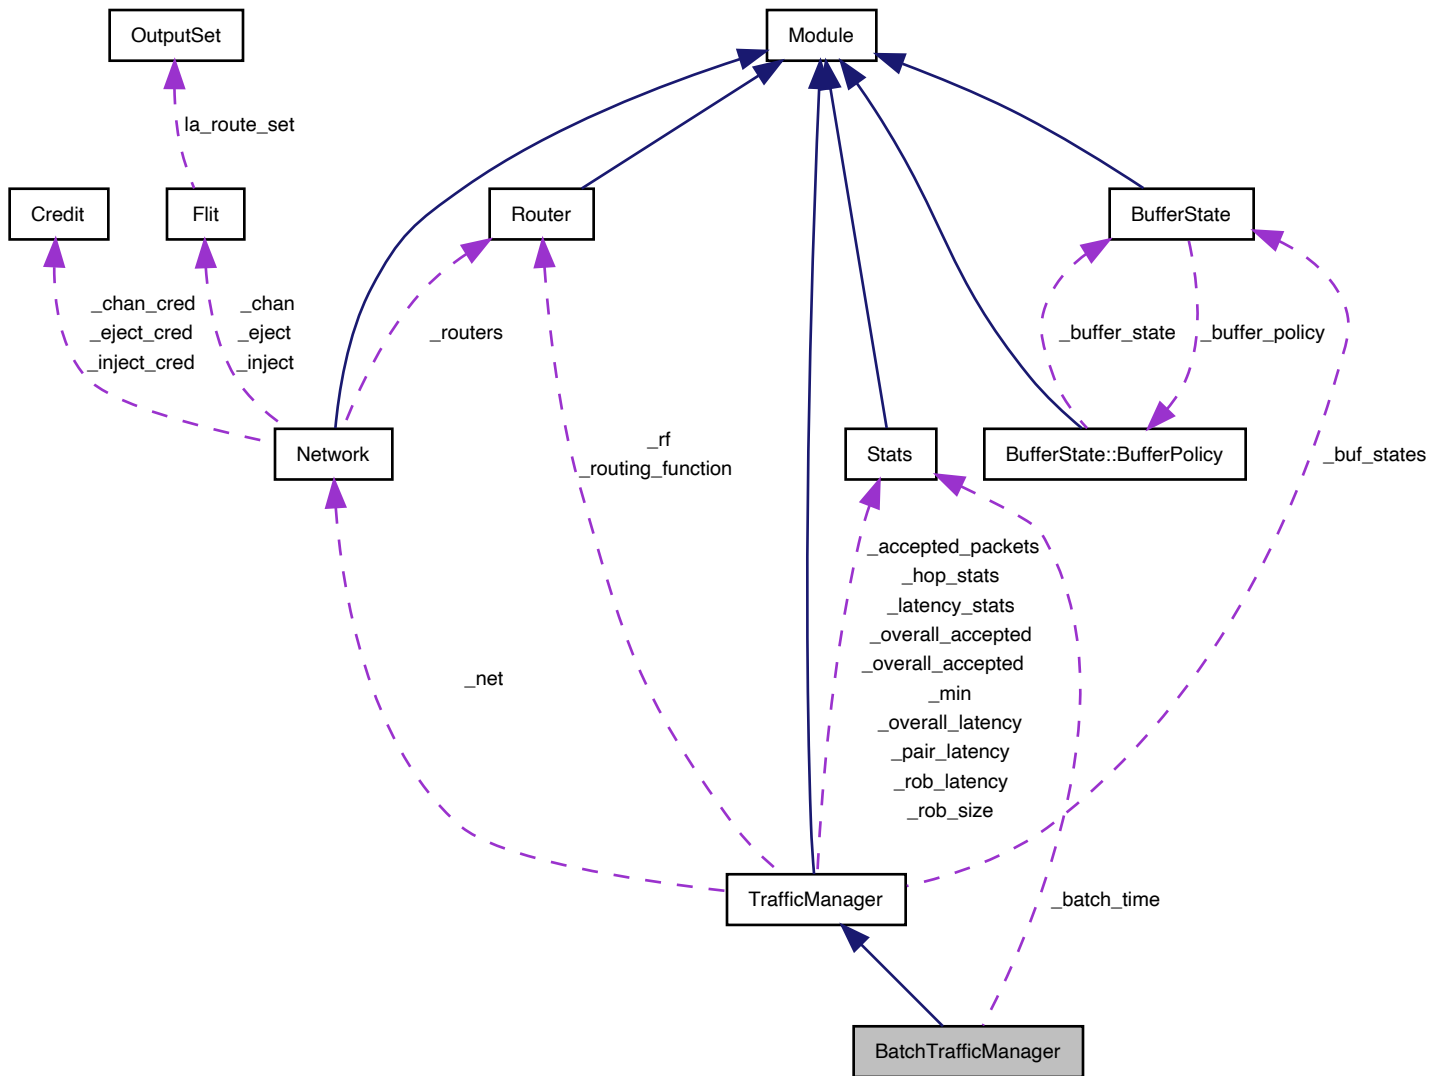 OutputSet
Module
la_route_set
Credit
Flit
Router
BufferState
_chan_cred
_eject_cred
_inject_cred
_chan
_eject
_inject
_routers
_buffer_state
_buffer_policy
Network
_rf
_routing_function
Stats
BufferState::BufferPolicy
_buf_states
_accepted_packets
_hop_stats
_latency_stats
_overall_accepted
_overall_accepted
_min
_overall_latency
_pair_latency
_rob_latency
_rob_size
_net
TrafficManager
_batch_time
BatchTrafficManager